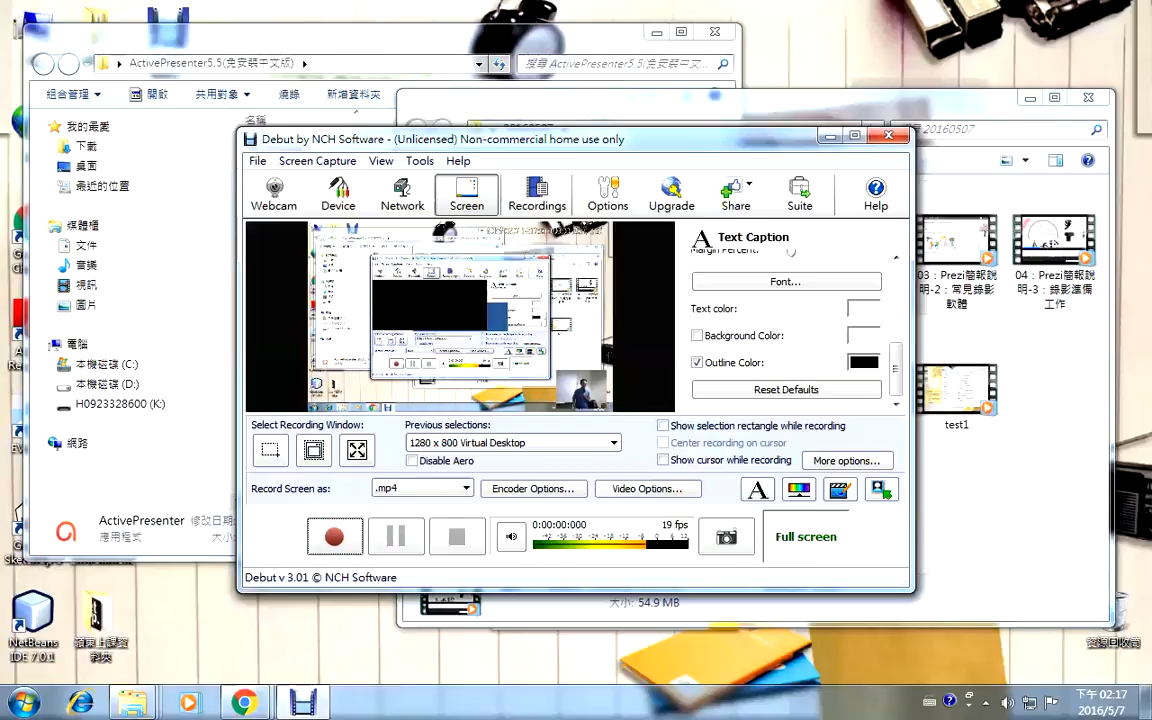 ActivePresenter5.5(免安裝中文版)
搜尋 ActivePresenter5.5(免安裝中文...
組合管理
開啟
共用對象
燒錄
新增資料夾
名稱
我的最愛
下載
桌面
最近的位置
媒體櫃
文件
音樂
視訊
圖片
電腦
本機磁碟 (C:)
本機磁碟 (D:)
H0923328600 (K:)
網路
ActivePresenter 修改日期
應用程式
搜尋 20160507
03：Prezi簡報說
明-2：常見錄影
軟體
04：Prezi簡報說
明-3：錄影準備
工作
test1
大小: 54.9 MB
Debut by NCH Software - (Unlicensed) Non-commercial home use only
File Screen Capture View Tools Help
Webcam Device Network Screen Recordings Options Upgrade Share Suite Help
Text Caption
Margin Percent:
Font...
Text color:
Background Color:
Outline Color:
Reset Defaults
Select Recording Window:
Previous selections:
1280 x 800 Virtual Desktop
Disable Aero
Show selection rectangle while recording
Center recording on cursor
Show cursor while recording
More options...
Record Screen as:
.mp4
Encoder Options...
Video Options...
0:00:00:000
19 fps
Full screen
Debut v 3.01 © NCH Software
NetBeans
IDE 7.0.1
資源回收筒
下午 02:17
2016/5/7